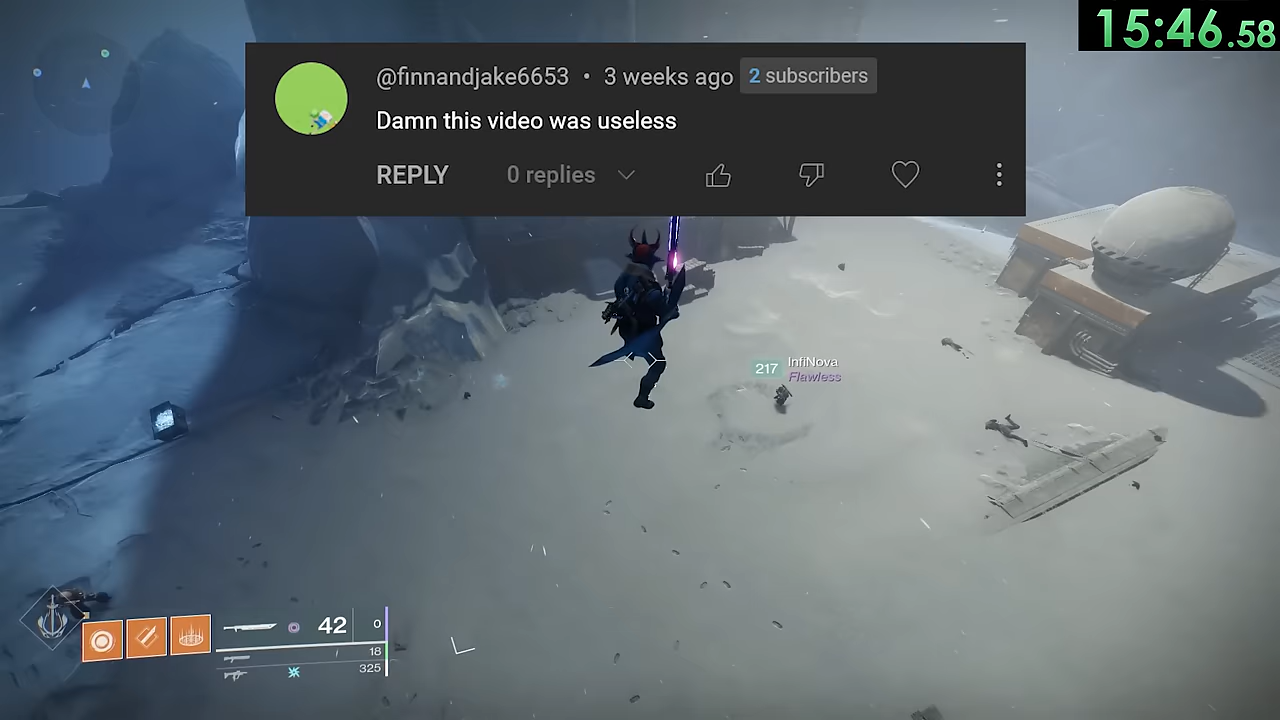 15:46.58
@finnandjake6653 • 3 weeks ago 2 subscribers
Damn this video was useless
REPLY 0 replies
217 InfiNova
Flawless
42 0
18
325